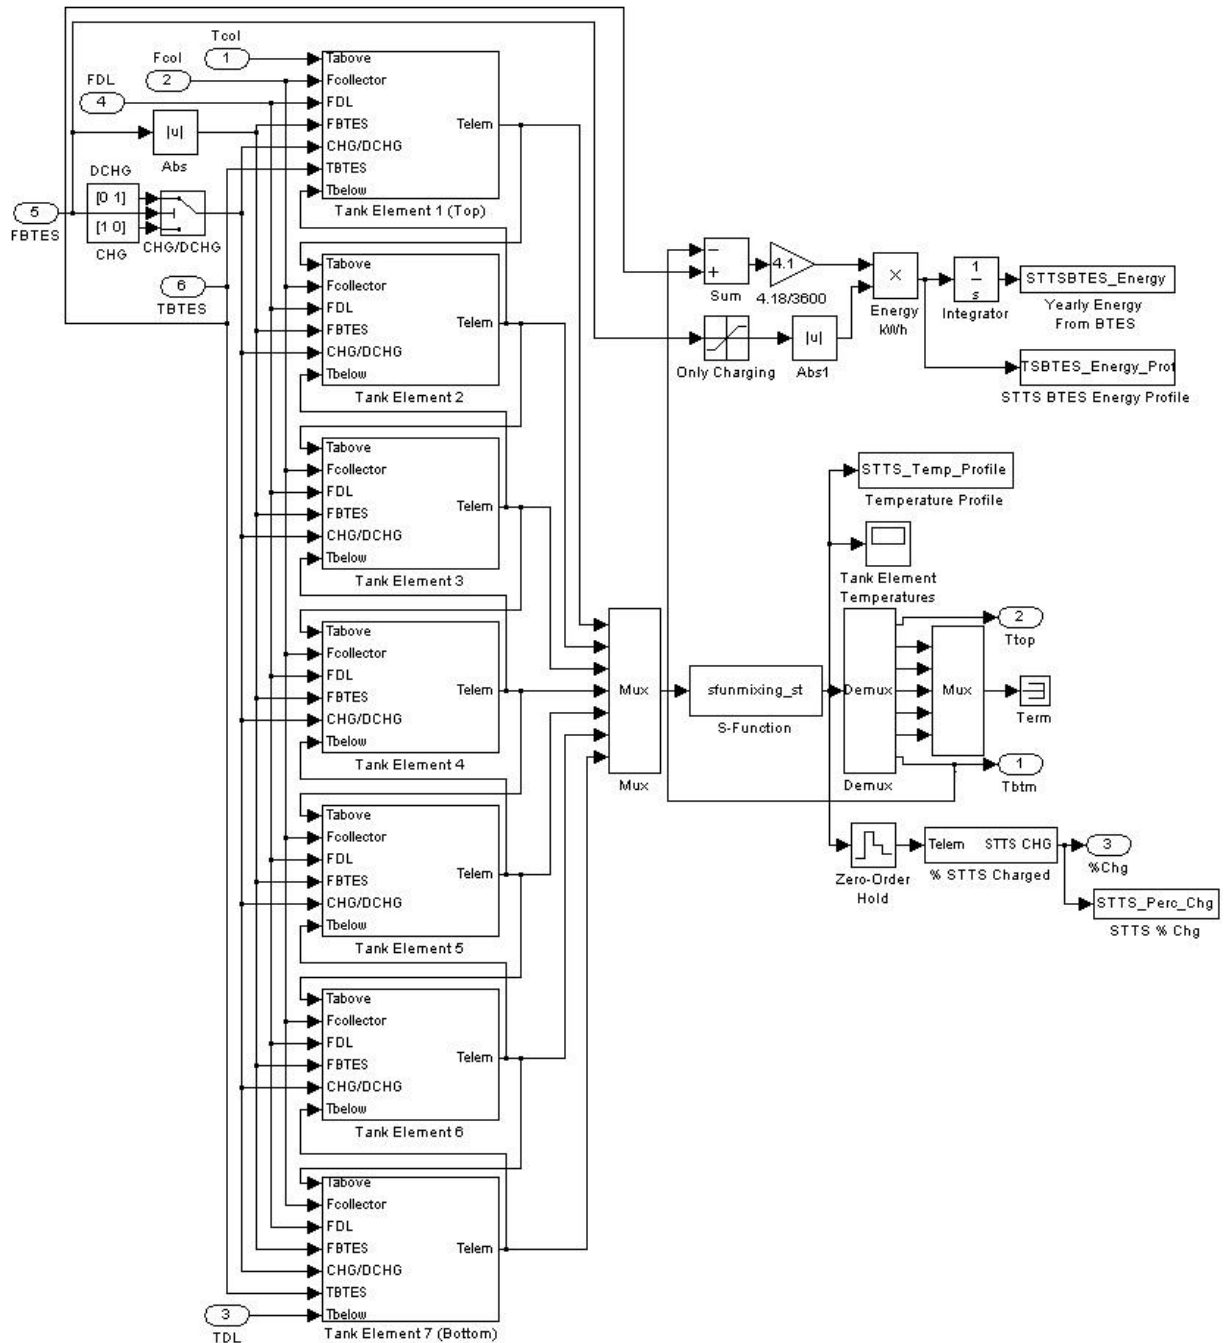 Tcol
1
Fcol
2
FDL
4
|u|
Abs
DCHG
[0 1]
[1 0]
CHG
CHG/DCHG
5
FBTES
6
TBTES
Tabove
Fcollector
FDL
FBTES
CHG/DCHG
TBTES
Tbelow
Telem
Tank Element 1 (Top)
Tabove
Fcollector
FDL
FBTES
CHG/DCHG
Tbelow
Telem
Tank Element 2
Tabove
Fcollector
FDL
FBTES
CHG/DCHG
Tbelow
Telem
Tank Element 3
Tabove
Fcollector
FDL
FBTES
CHG/DCHG
Tbelow
Telem
Tank Element 4
Tabove
Fcollector
FDL
FBTES
CHG/DCHG
Tbelow
Telem
Tank Element 5
Tabove
Fcollector
FDL
FBTES
CHG/DCHG
Tbelow
Telem
Tank Element 6
Tabove
Fcollector
FDL
FBTES
CHG/DCHG
TBTES
Tbelow
Telem
Tank Element 7 (Bottom)
3
TDL
−
+
Sum
4.1
4.18/3600
×
Energy
kWh
1
s
Integrator
STTSBTES_Energy
Yearly Energy
From BTES
Only Charging
|u|
Abs1
TSBTES_Energy_Prof
STTS BTES Energy Profile
STTS_Temp_Profile
Temperature Profile
Tank Element
Temperatures
Mux
Mux
sfunmixing_st
S-Function
Demux
Demux
Mux
2
Ttop
Term
1
Tbtm
Zero-Order
Hold
Telem
STTS CHG
% STTS Charged
3
%Chg
STTS_Perc_Chg
STTS % Chg